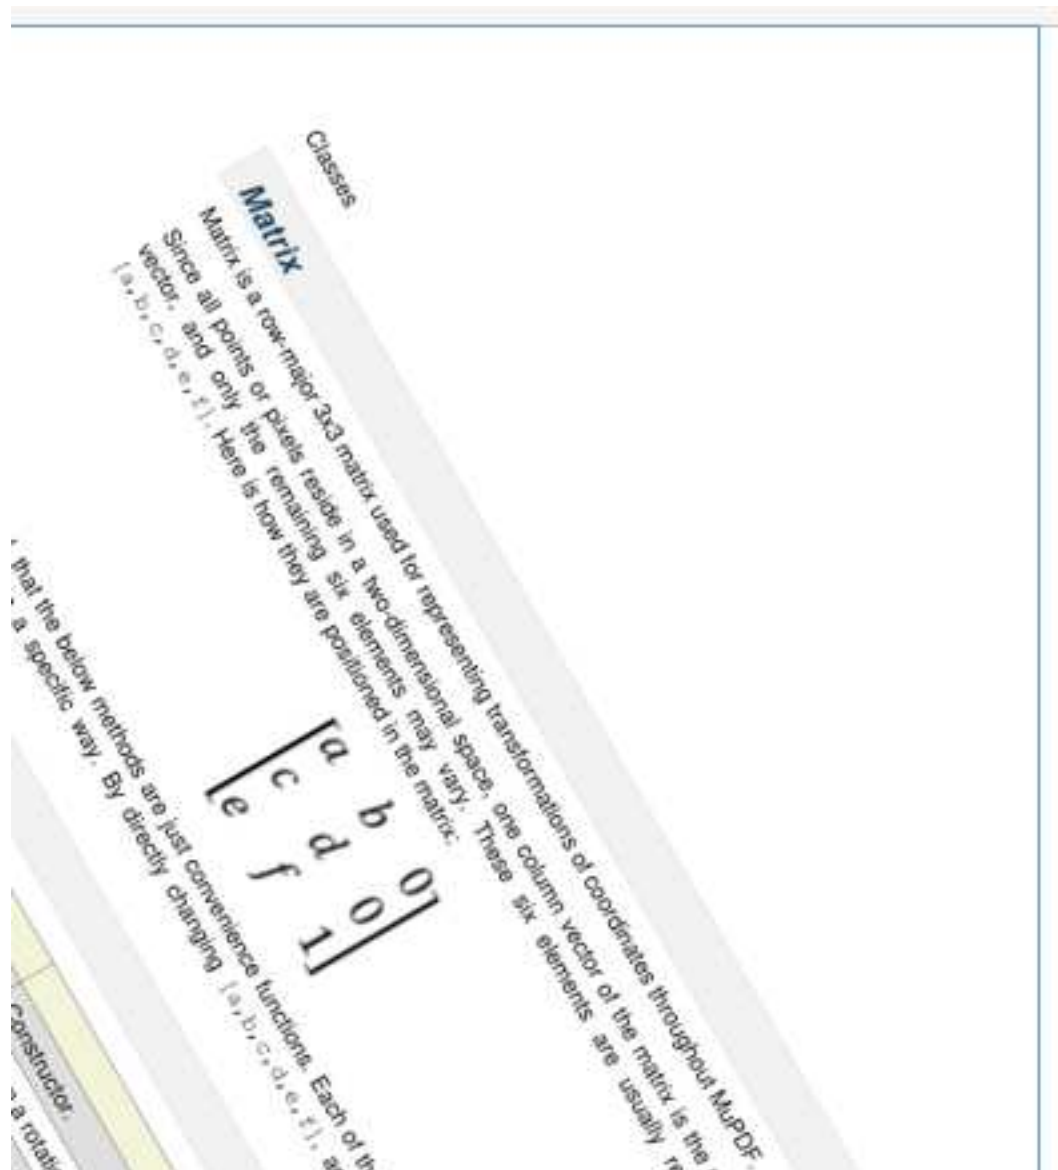 Classes
Matrix
Matrix is a row-major 3x3 matrix used for representing transformations of coordinates throughout MuPDF.
Since all points or pixels reside in a two-dimensional space, one column vector of the matrix is the
vector, and only the remaining six elements may vary. These six elements are usually
[a,b,c,d,e,f]. Here is how they are positioned in the matrix:
a b 0
c d 0
e f 1
that the below methods are just convenience functions. Each of
a specific way. By directly changing [a,b,c,d,e,f],
Constructor.
a